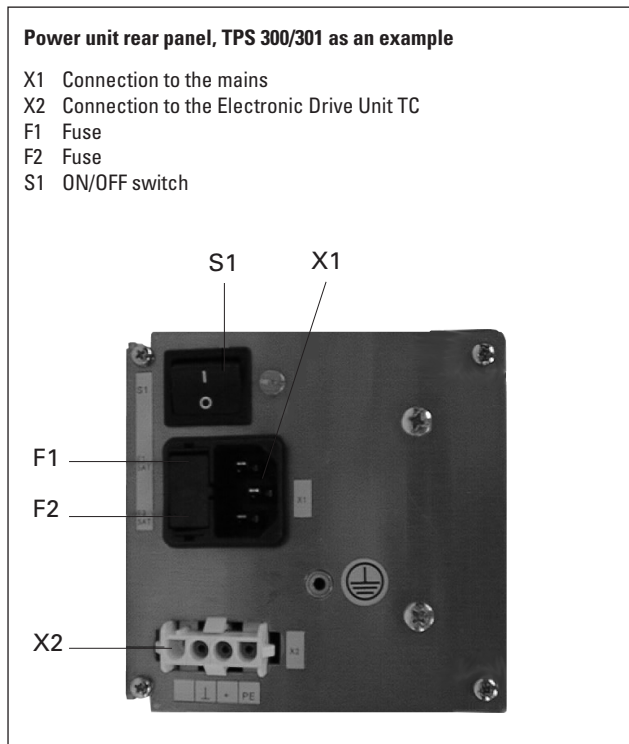 Power unit rear panel, TPS 300/301 as an example
X1 Connection to the mains
X2 Connection to the Electronic Drive Unit TC
F1 Fuse
F2 Fuse
S1 ON/OFF switch
S1 X1
S1
F1
F2
X1
X2
X2
+ PE